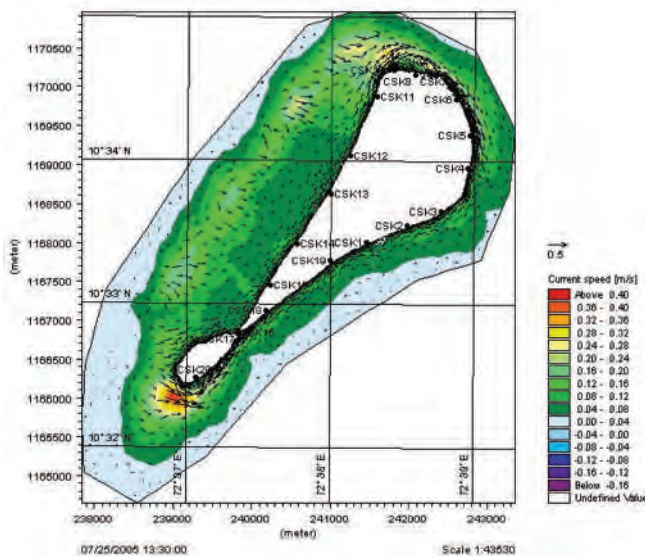 1170500
1170000
1169500
1169000
1168500
1168000
1167500
1167000
1166500
1166000
1165500
1165000
(meter)
10°34' N
10°33' N
10°32' N
72°37' E
72°38' E
72°39' E
CSK8
CSK6
CSK11
CSK5
CSK12
CSK4
CSK13
CSK3
CSK2
CSK14
CSK1
CSK19
CSK18
CSK17
CSK20
238000
239000
240000
241000
242000
243000
(meter)
07/25/2005 13:30:00
Scale 1:43530
0.5
Current speed [m/s]
Above 0.40
0.36 - 0.40
0.32 - 0.36
0.28 - 0.32
0.24 - 0.28
0.20 - 0.24
0.16 - 0.20
0.12 - 0.16
0.08 - 0.12
0.04 - 0.08
0.00 - 0.04
-0.04 - 0.00
-0.08 - -0.04
-0.12 - -0.08
-0.16 - -0.12
Below -0.16
Undefined Value